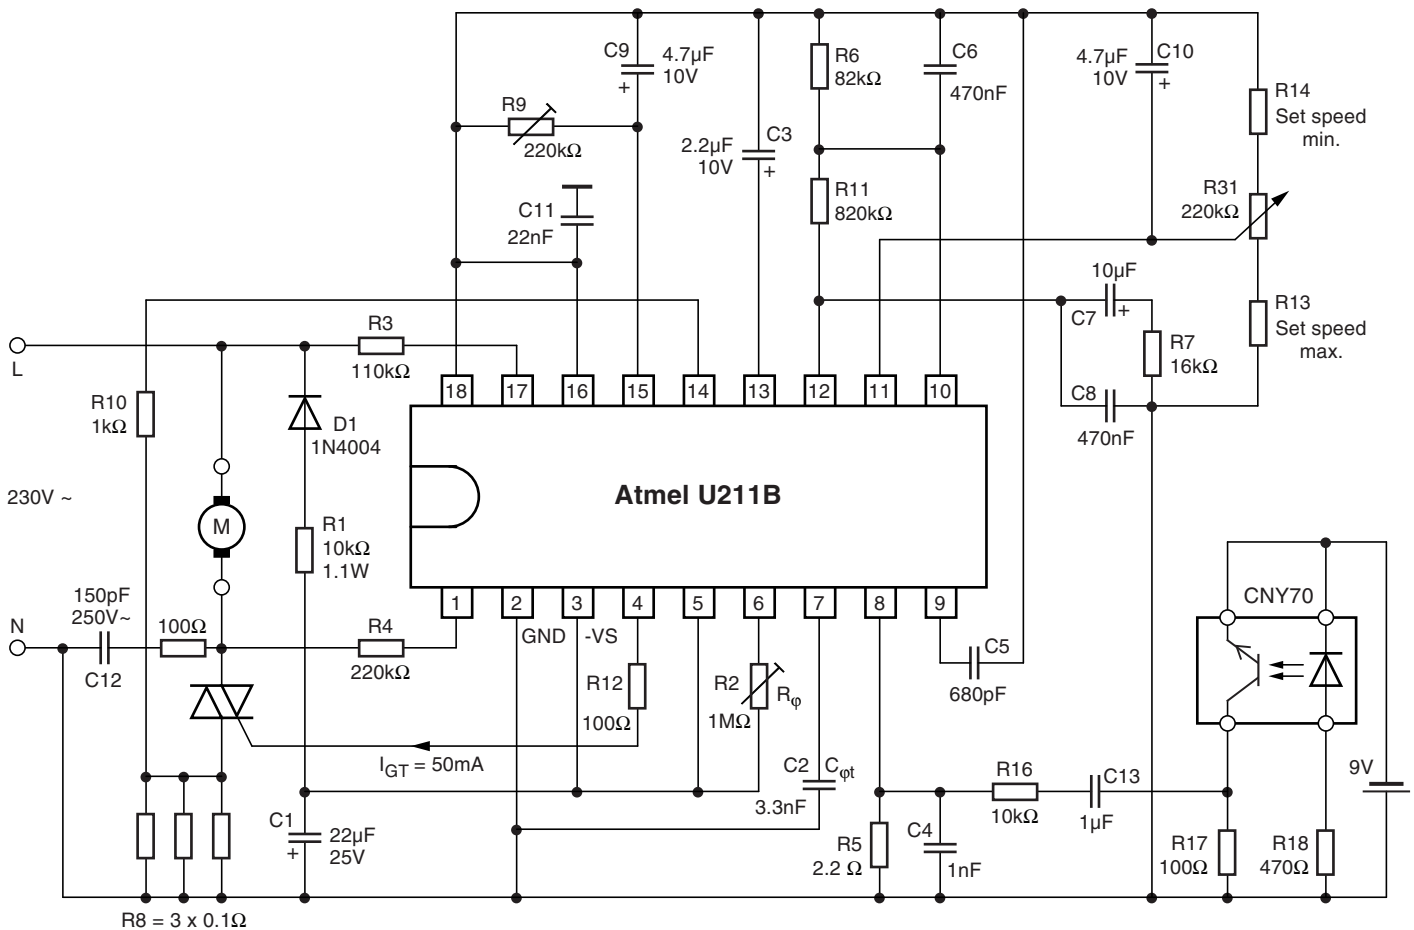 C9
4.7µF
10V
R6
82kΩ
C6
470nF
4.7µF
10V
C10
R14
Set speed
min.
R9
220kΩ
+
2.2µF
10V
C3
+
+
R11
820kΩ
R31
220kΩ
C11
22nF
10µF
+
C7
R13
Set speed
max.
R7
16kΩ
C8
470nF
L
R3
110kΩ
18
17
16
15
14
13
12
11
10
R10
1kΩ
D1
1N4004
230V ~
M
R1
10kΩ
1.1W
Atmel U211B
N
150pF
250V~
C12
100Ω
R4
220kΩ
1
2
3
4
5
6
7
8
9
GND
-VS
R12
100Ω
R2
1MΩ
Rφ
C5
680pF
CNY70
IGT = 50mA
C2
Cφt
3.3nF
R16
10kΩ
C13
1µF
9V
C1
+
22µF
25V
R5
2.2 Ω
C4
1nF
R17
100Ω
R18
470Ω
R8 = 3 x 0.1Ω